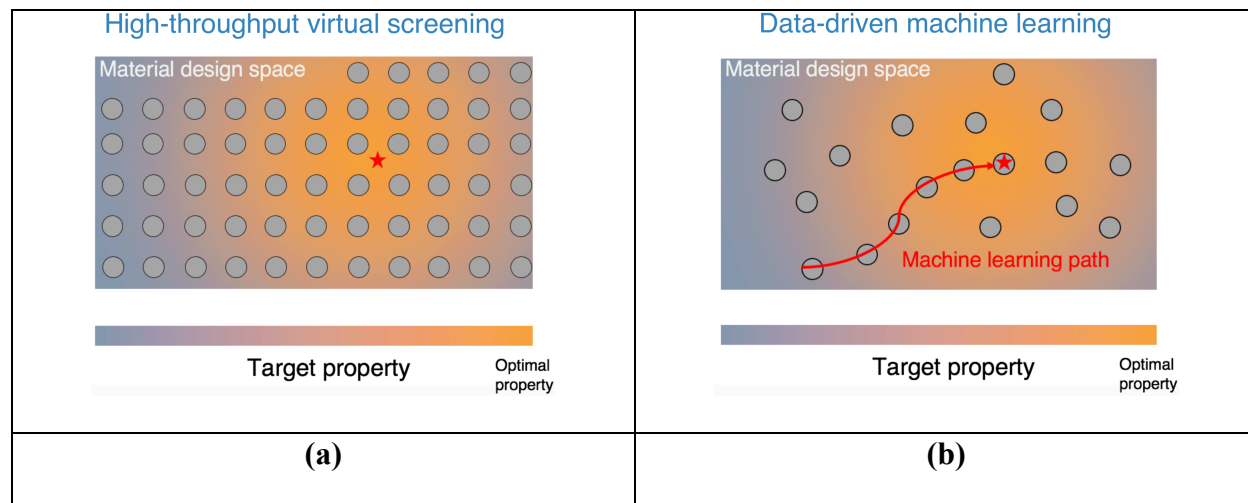 High-throughput virtual screening
Material design space
Target property
Optimal
property
(a)
Data-driven machine learning
Material design space
Machine learning path
Target property
Optimal
property
(b)